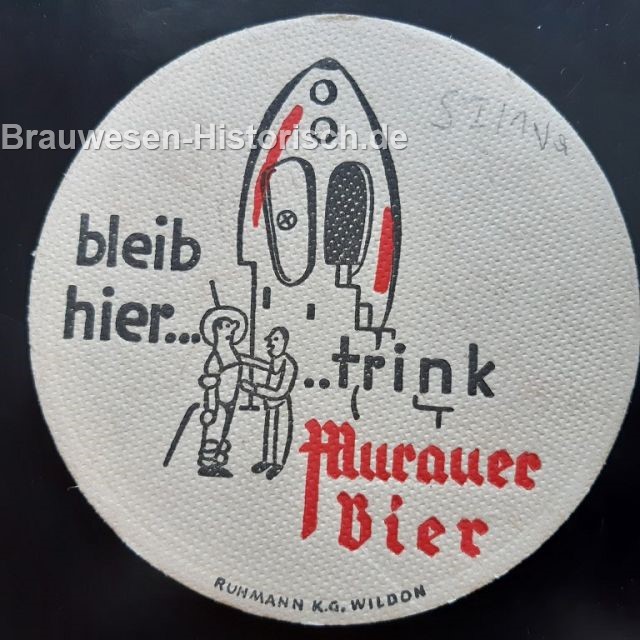 Brauwesen-Historisch.de
bleib
hier...
..trink
Murauer
Bier
RUHMANN K.G. WILDON